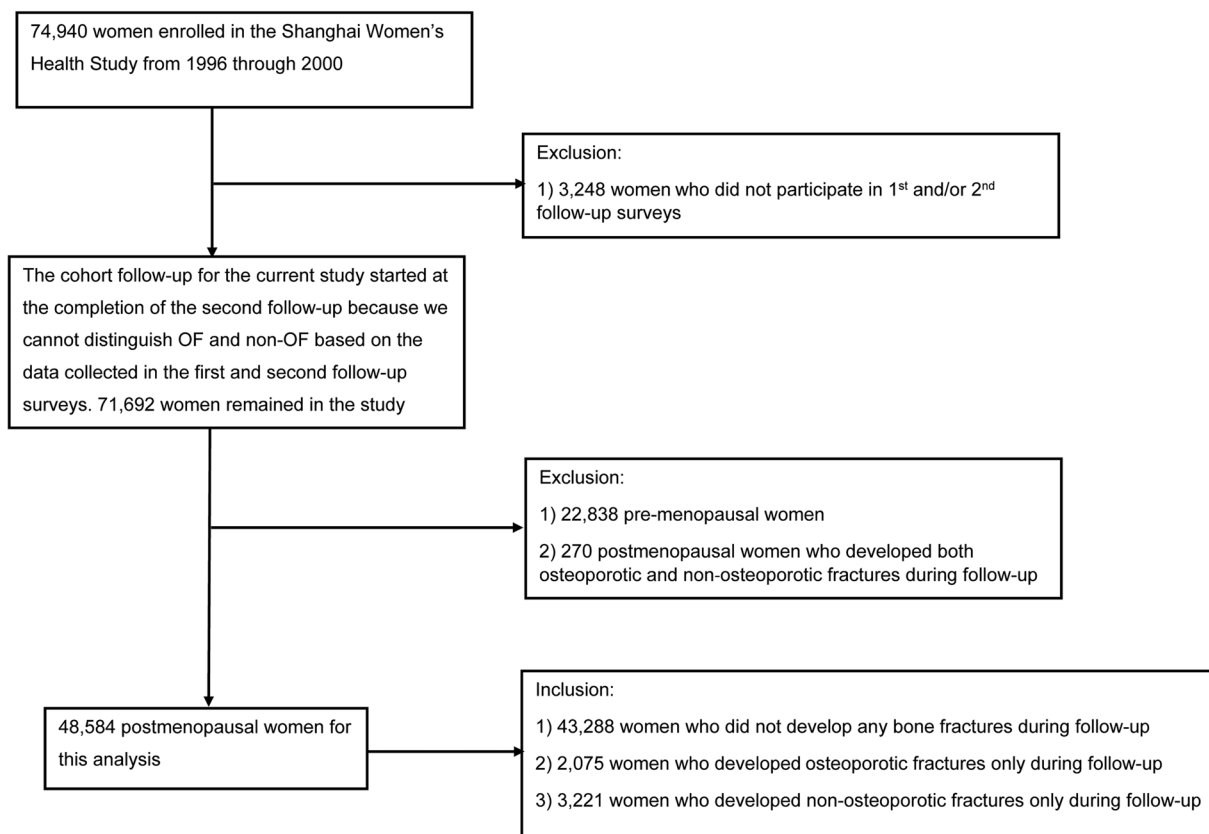 74,940 women enrolled in the Shanghai Women’s
Health Study from 1996 through 2000
Exclusion:
1) 3,248 women who did not participate in 1st and/or 2nd
follow-up surveys
The cohort follow-up for the current study started at
the completion of the second follow-up because we
cannot distinguish OF and non-OF based on the
data collected in the first and second follow-up
surveys. 71,692 women remained in the study
Exclusion:
1) 22,838 pre-menopausal women
2) 270 postmenopausal women who developed both
osteoporotic and non-osteoporotic fractures during follow-up
48,584 postmenopausal women for
this analysis
Inclusion:
1) 43,288 women who did not develop any bone fractures during follow-up
2) 2,075 women who developed osteoporotic fractures only during follow-up
3) 3,221 women who developed non-osteoporotic fractures only during follow-up